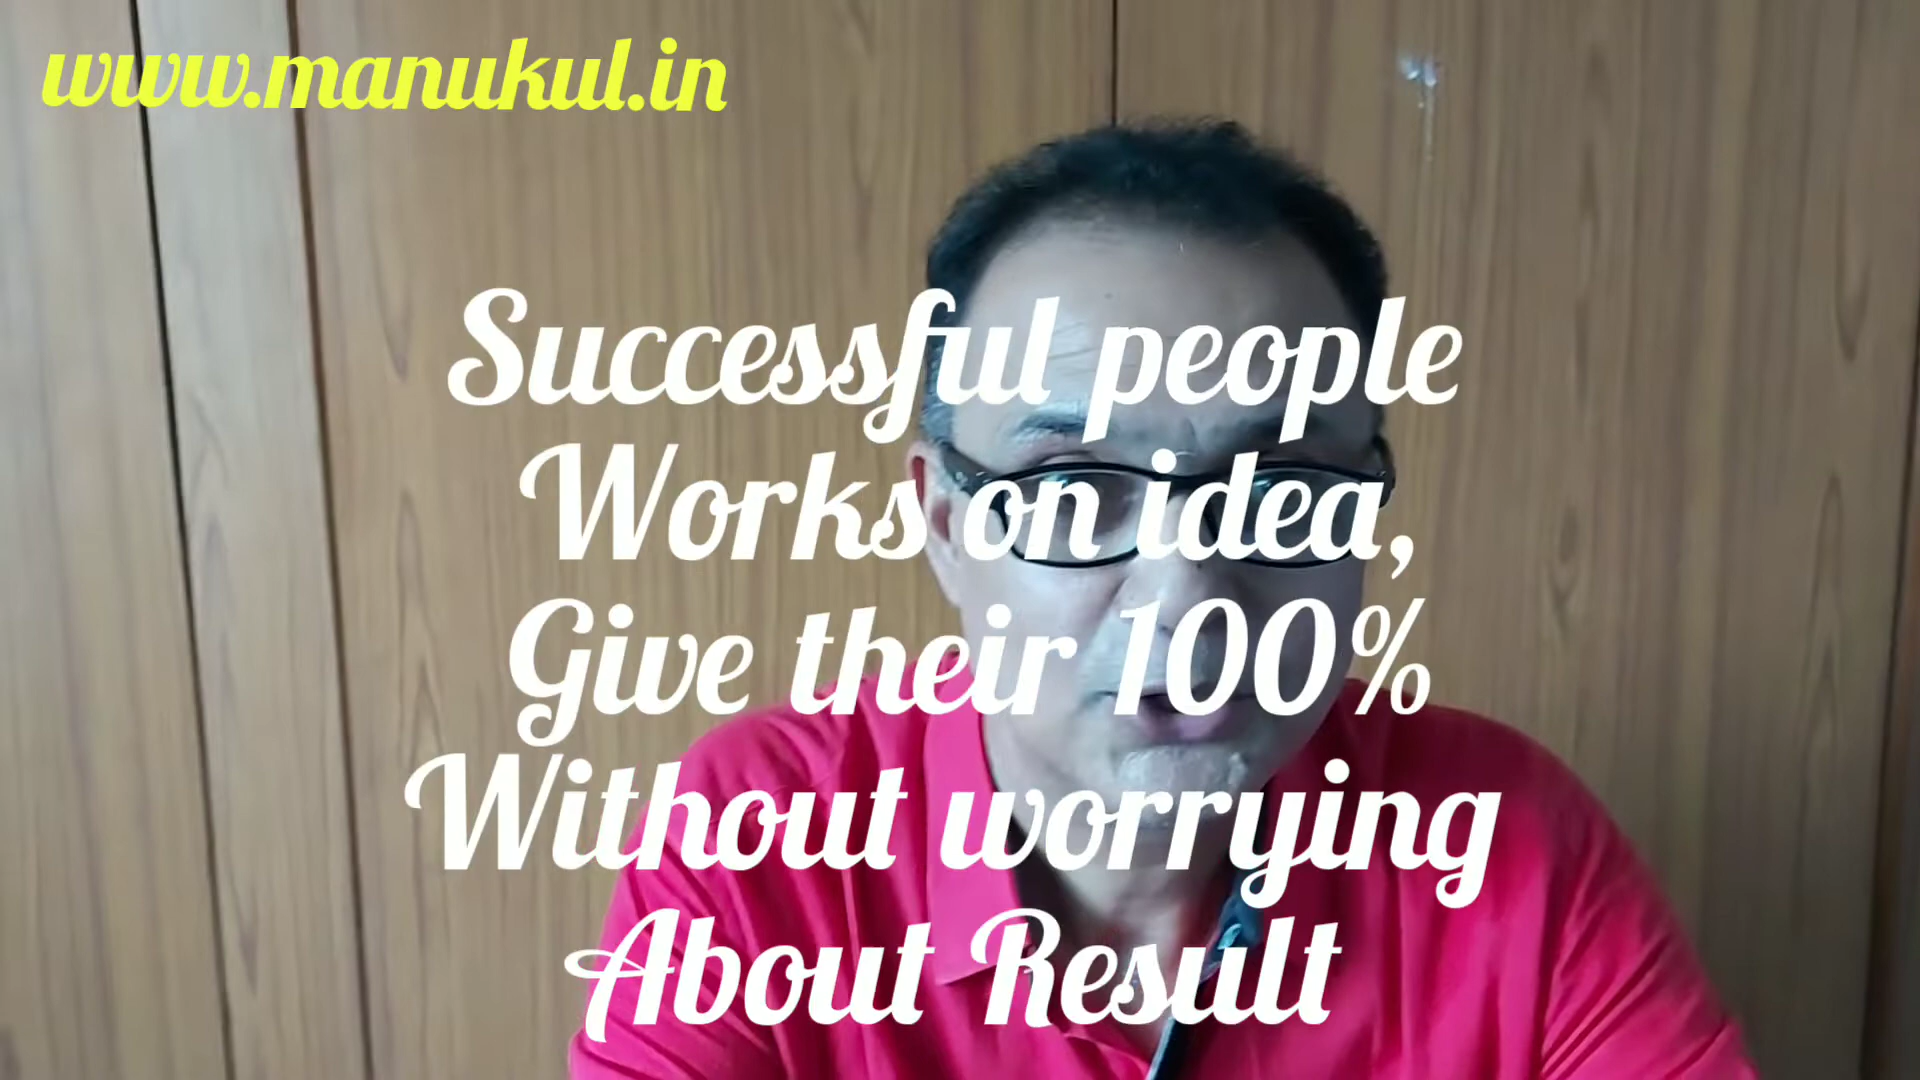 www.manukul.in
Successful people
Works on idea,
Give their 100%
Without worrying
About Result